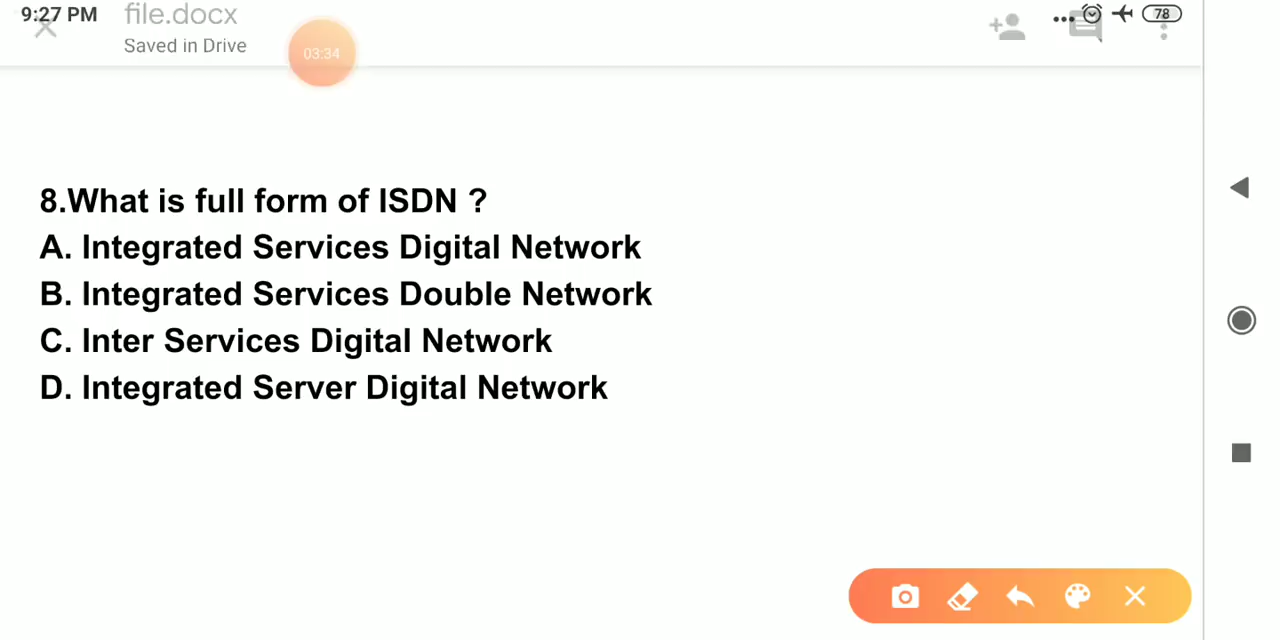 9:27 PM
file.docx
78
Saved in Drive
03:34
8.What is full form of ISDN ?
A. Integrated Services Digital Network
B. Integrated Services Double Network
C. Inter Services Digital Network
D. Integrated Server Digital Network